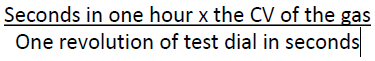 Seconds in one hour x the CV of the gas
One revolution of test dial in seconds